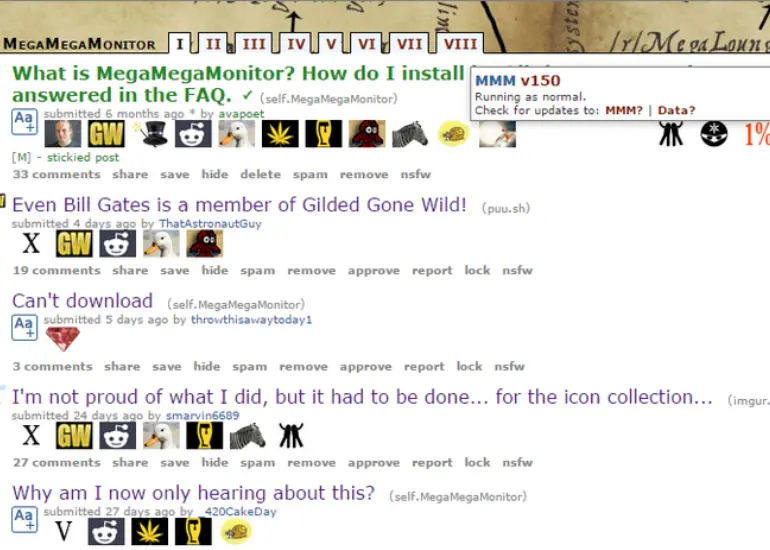 /r/MegaLoung
MEGAMEGAMONITOR I II III IV V VI VII VIII
What is MegaMegaMonitor? How do I install
answered in the FAQ. ✓ (self.MegaMegaMonitor)
MMM v150
Running as normal.
Check for updates to: MMM? | Data?
Aa+ submitted 6 months ago * by avapoet
GW 1%
[M] - stickied post
33 comments share save hide delete spam remove nsfw
Even Bill Gates is a member of Gilded Gone Wild! (puu.sh)
submitted 4 days ago by ThatAstronautGuy
X GW
19 comments share save hide spam remove approve report lock nsfw
Can't download (self.MegaMegaMonitor)
Aa+ submitted 5 days ago by throwthisawaytoday1
3 comments share save hide spam remove approve report lock nsfw
I'm not proud of what I did, but it had to be done... for the icon collection... (imgur.
submitted 24 days ago by smarvin6689
X GW
27 comments share save hide spam remove approve report lock nsfw
Why am I now only hearing about this? (self.MegaMegaMonitor)
Aa+ submitted 27 days ago by _420CakeDay
V